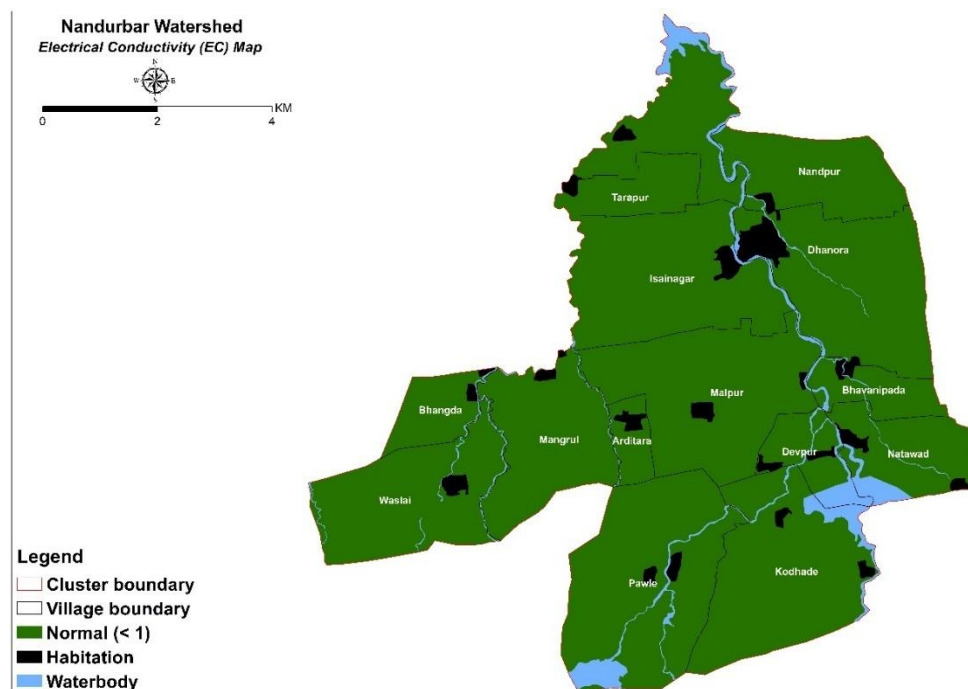 Nandurbar Watershed
Electrical Conductivity (EC) Map
N
W E
S
KM
0 2 4
Nandpur
Tarapur
Dhanora
Isainagar
Bhavanipada
Malpur
Bhangda
Mangrul
Arditara
Devpur
Natawad
Waslai
Kodhade
Pawle
Legend
Cluster boundary
Village boundary
Normal (< 1)
Habitation
Waterbody